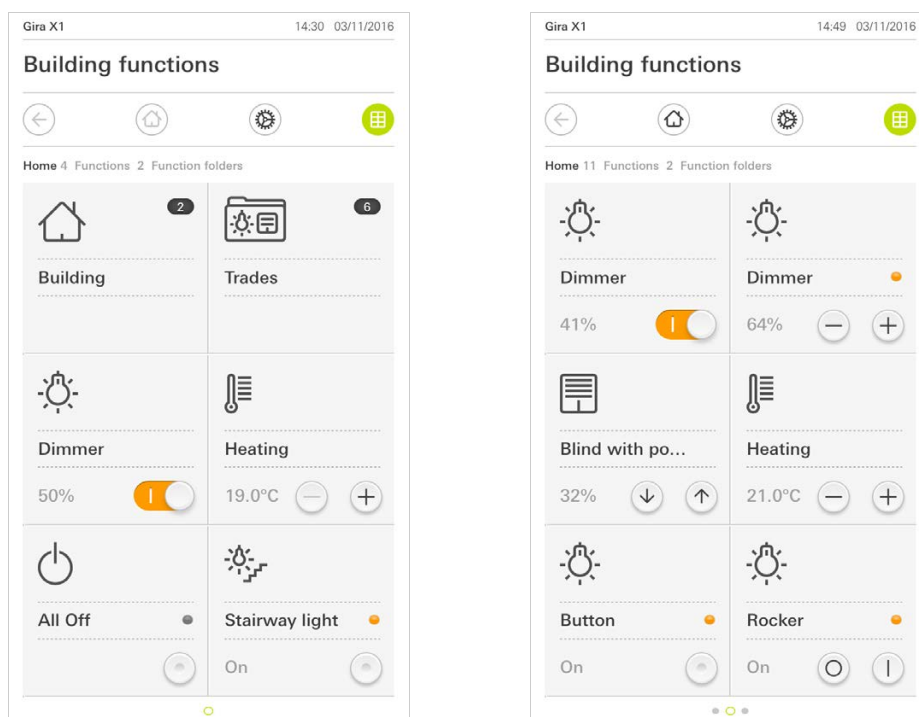 Gira X1 14:30 03/11/2016
Building functions
Home 4 Functions 2 Function folders
2
6
Building
Trades
Dimmer
Heating
50%
19.0°C
All Off
Stairway light
On
Gira X1 14:49 03/11/2016
Building functions
Home 11 Functions 2 Function folders
Dimmer
Dimmer
41%
64%
Blind with po...
Heating
32%
21.0°C
Button
Rocker
On
On